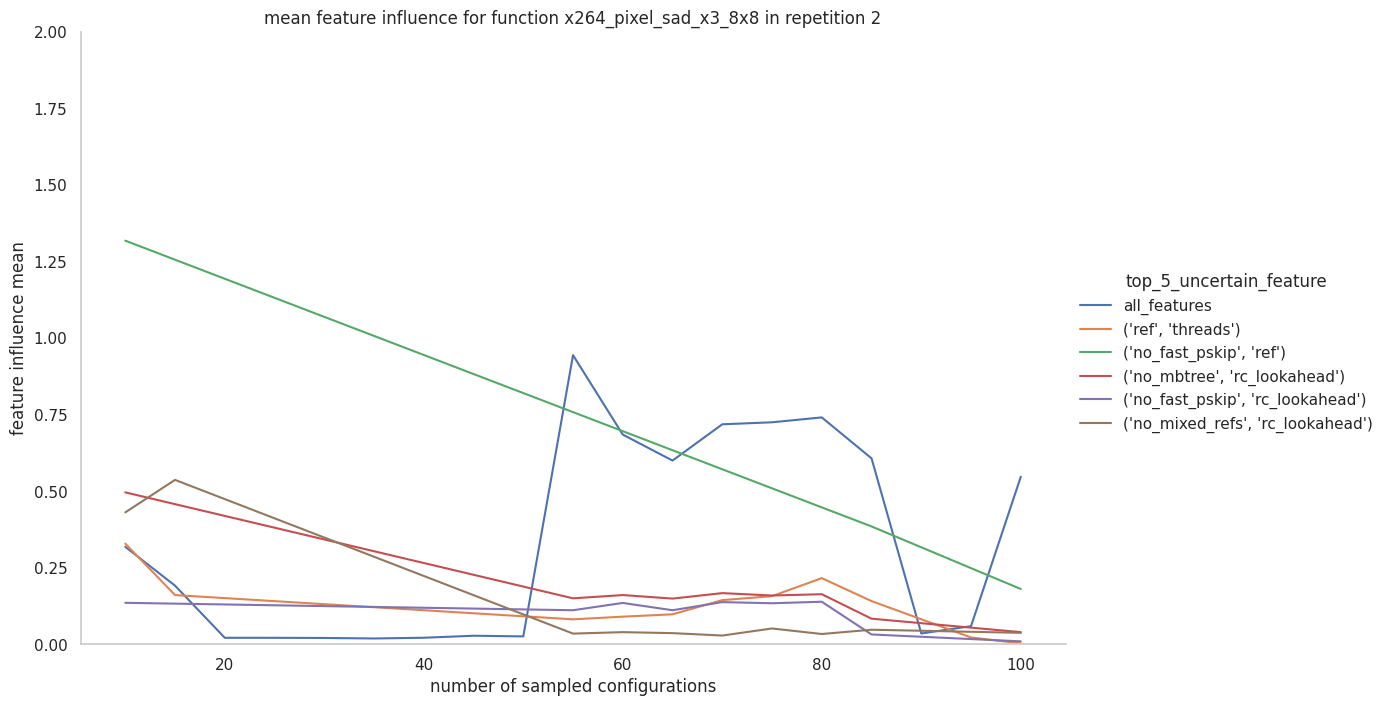 mean feature influence for function x264_pixel_sad_x3_8x8 in repetition 2
2.00
1.75
1.50
1.25
1.00
0.75
0.50
0.25
0.00
feature influence mean
20
40
60
80
100
number of sampled configurations
top_5_uncertain_feature
all_features
('ref', 'threads')
('no_fast_pskip', 'ref')
('no_mbtree', 'rc_lookahead')
('no_fast_pskip', 'rc_lookahead')
('no_mixed_refs', 'rc_lookahead')